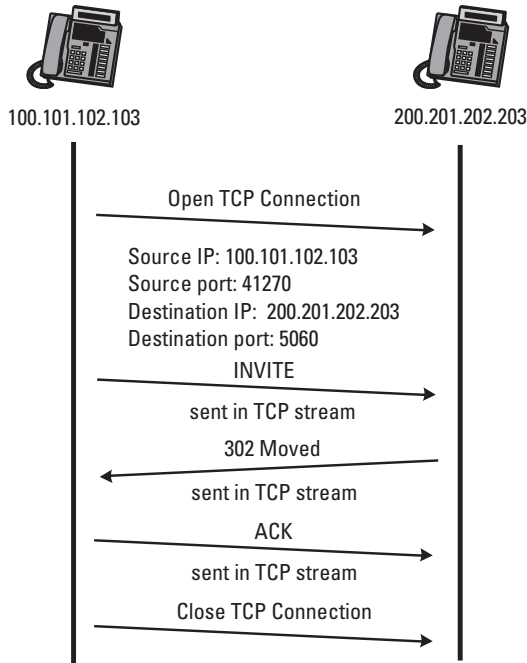 100.101.102.103
200.201.202.203
Open TCP Connection
Source IP: 100.101.102.103
Source port: 41270
Destination IP: 200.201.202.203
Destination port: 5060
INVITE
sent in TCP stream
302 Moved
sent in TCP stream
ACK
sent in TCP stream
Close TCP Connection